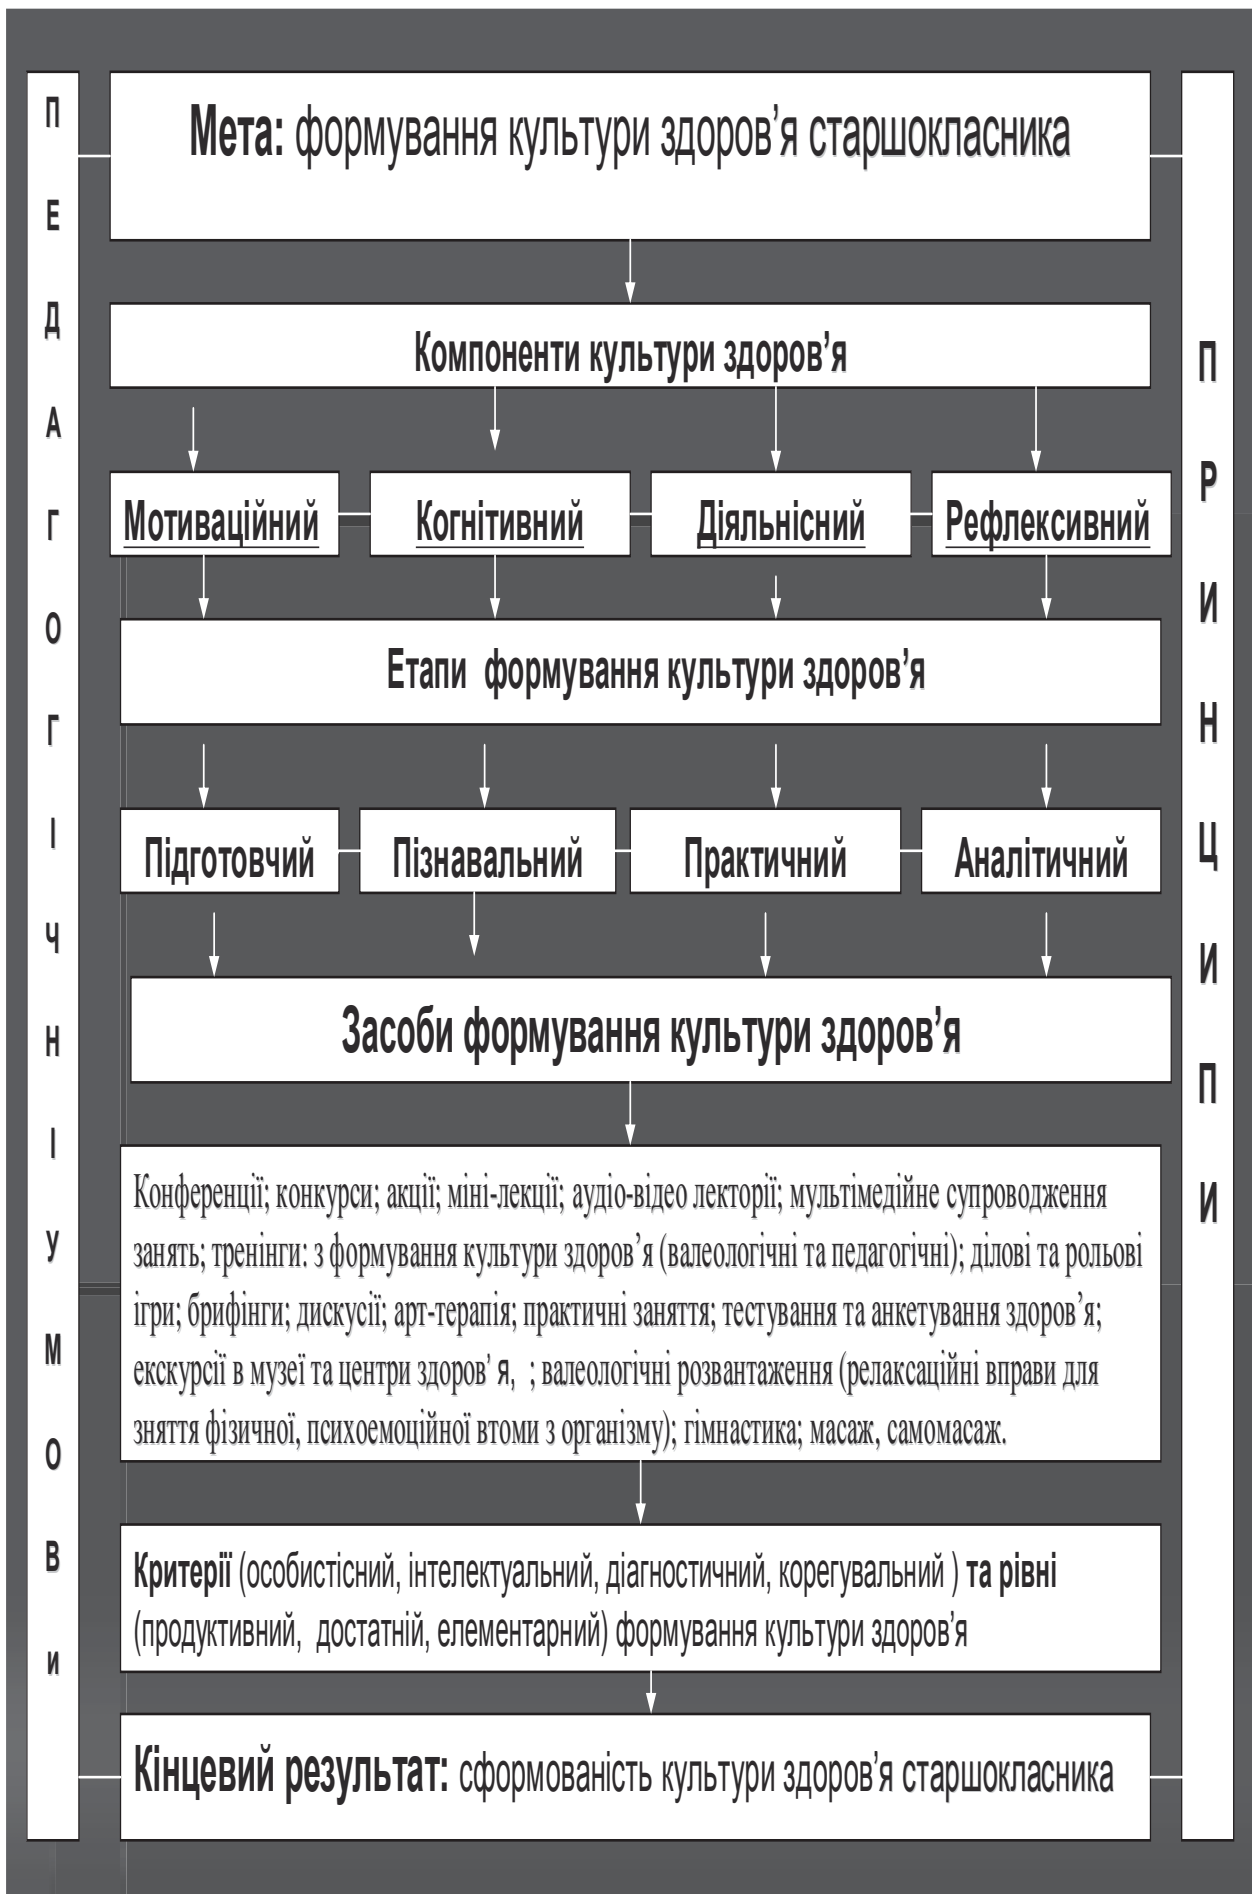 ПЕДАГОГІЧНІ УМОВи
Мета: формування культури здоров’я старшокласника
Компоненти культури здоров’я
Мотиваційний Когнітивний Діяльнісний Рефлексивний
Етапи формування культури здоров’я
Підготовчий Пізнавальний Практичний Аналітичний
Засоби формування культури здоров’я
Конференції; конкурси; акції; міні-лекції; аудіо-відео лекторії; мультімедійне супроводження
занять; тренінги: з формування культури здоров’я (валеологічні та педагогічні); ділові та рольові
ігри; брифінги; дискусії; арт-терапія; практичні заняття; тестування та анкетування здоров’я;
екскурсії в музеї та центри здоров’ я, ; валеологічні розвантаження (релаксаційні вправи для
зняття фізичної, психоемоційної втоми з організму); гімнастика; масаж, самомасаж.
Критерії (особистісний, інтелектуальний, діагностичний, корегувальний ) та рівні
(продуктивний, достатній, елементарний) формування культури здоров’я
Кінцевий результат: сформованість культури здоров’я старшокласника
ПРИНЦИПИ